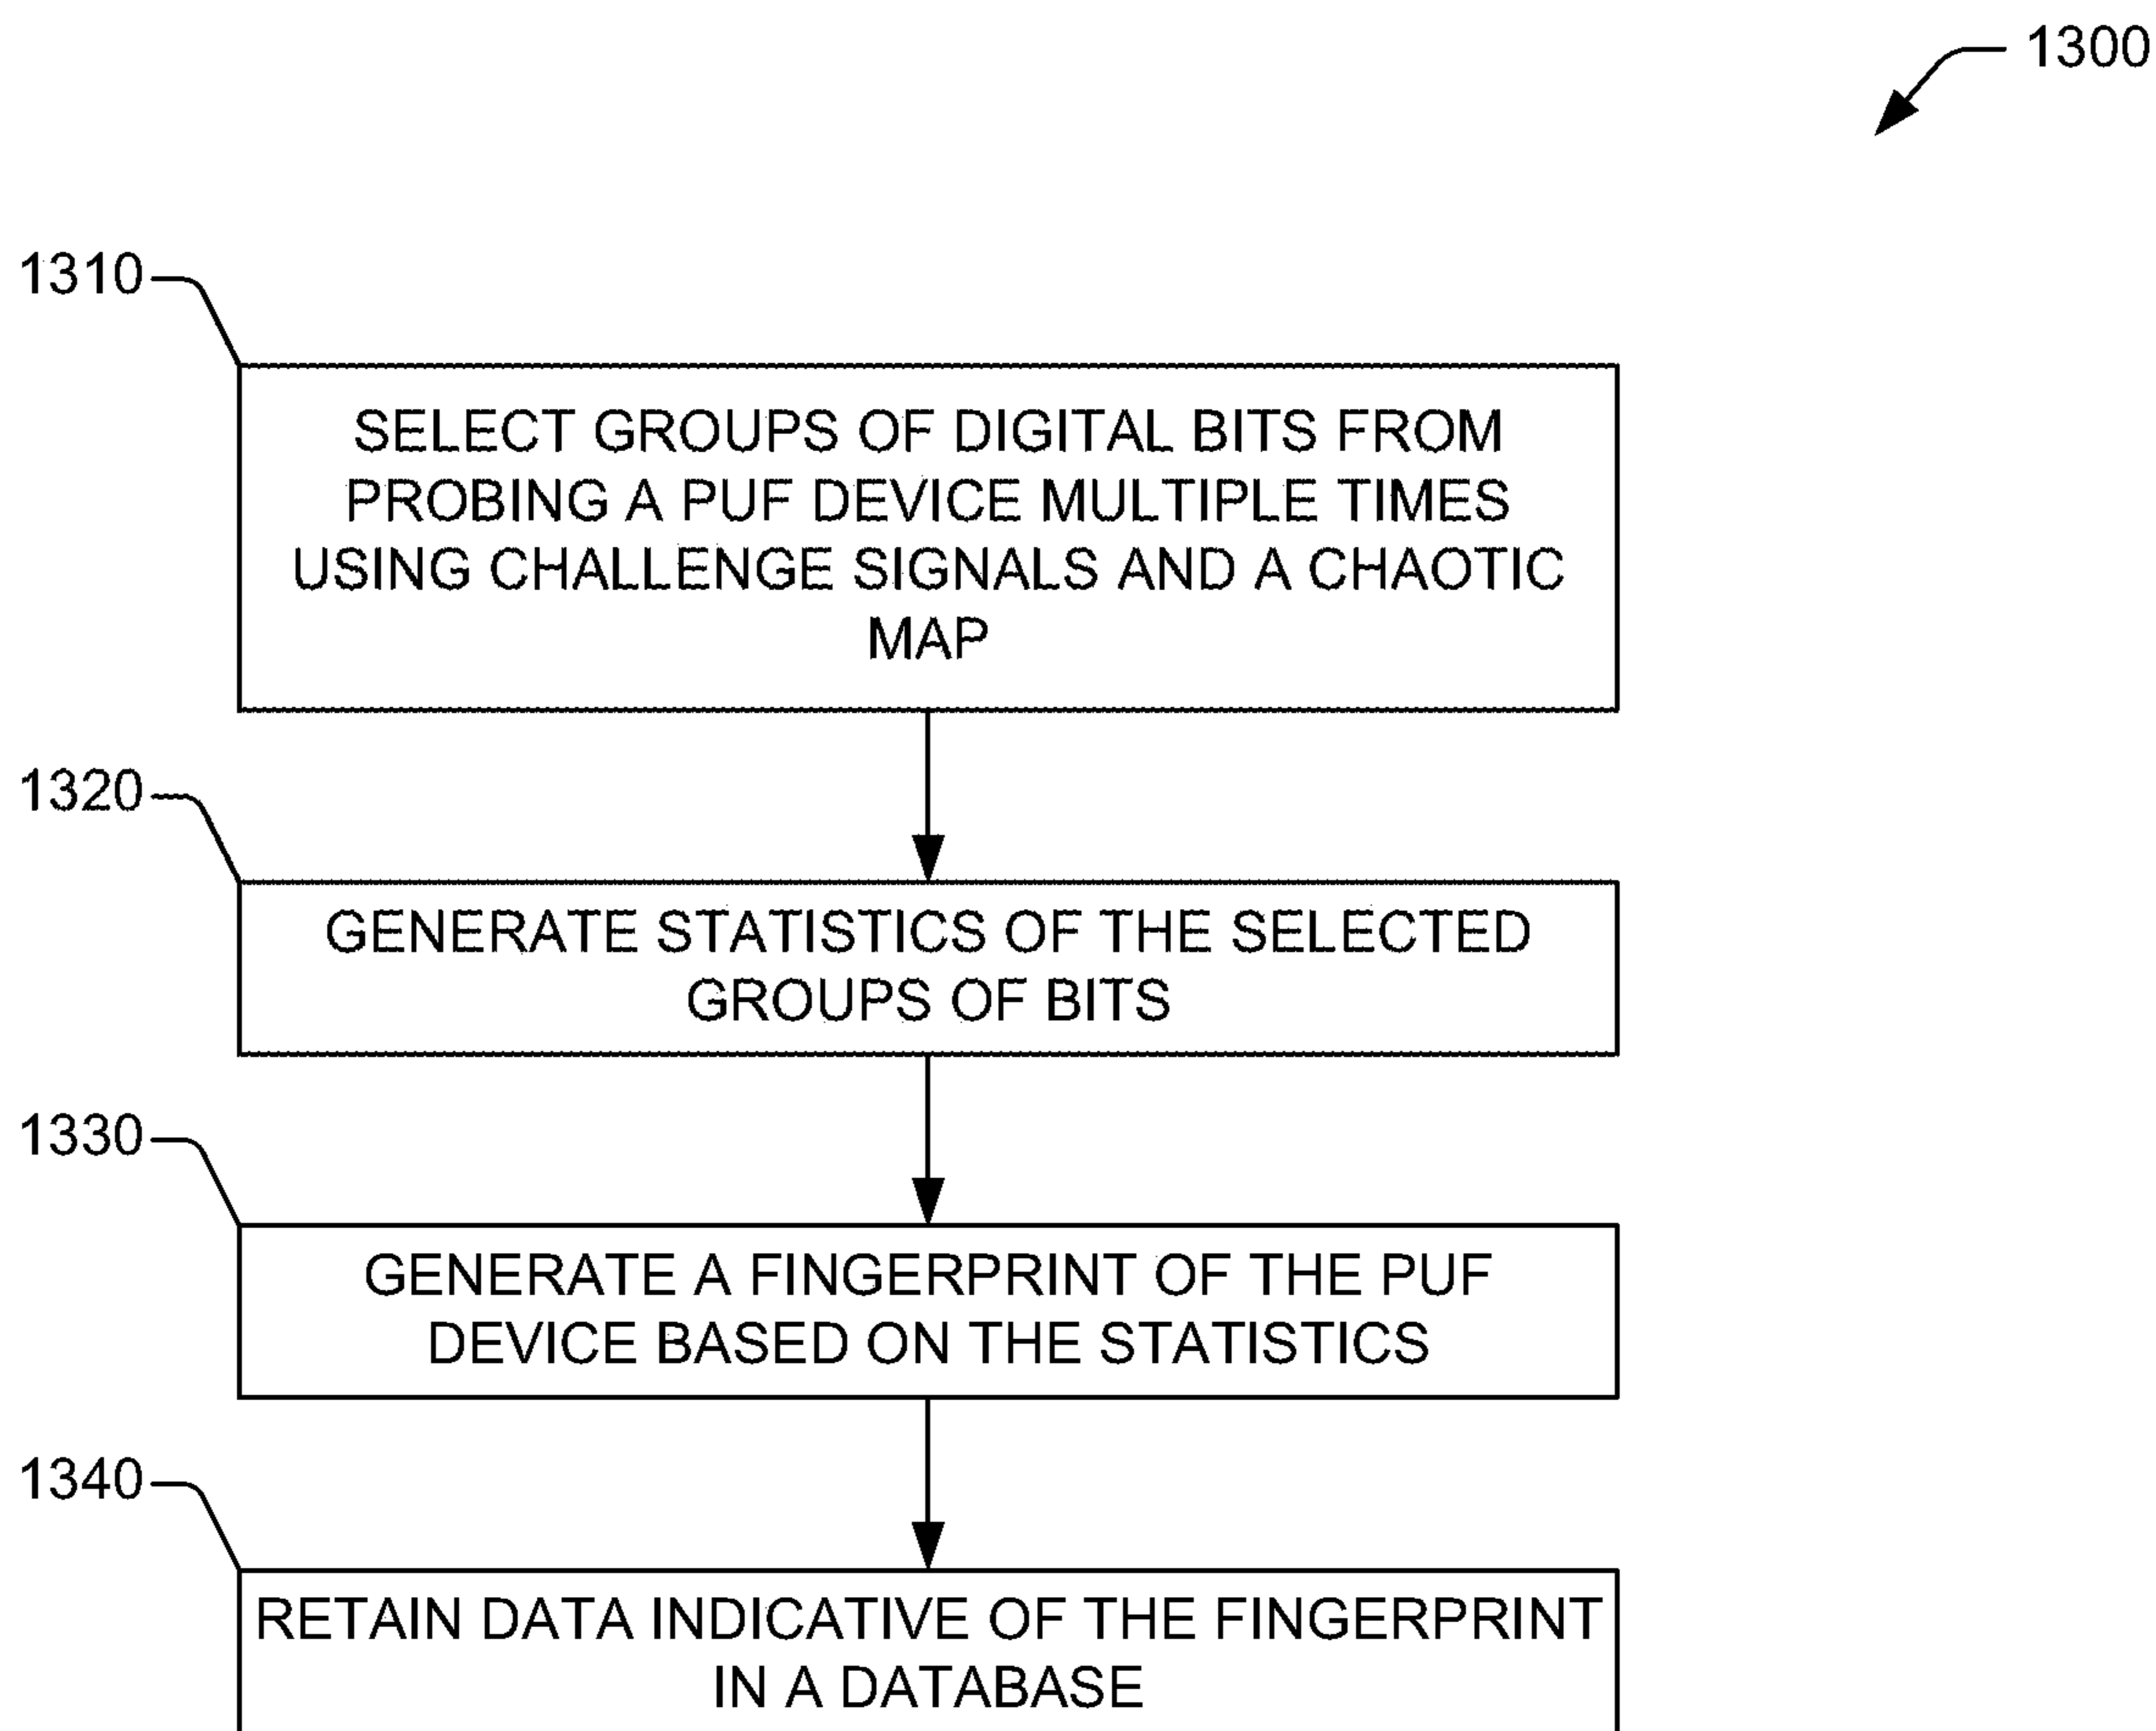 1300
1310
SELECT GROUPS OF DIGITAL BITS FROM
PROBING A PUF DEVICE MULTIPLE TIMES
USING CHALLENGE SIGNALS AND A CHAOTIC
MAP
1320
GENERATE STATISTICS OF THE SELECTED
GROUPS OF BITS
1330
GENERATE A FINGERPRINT OF THE PUF
DEVICE BASED ON THE STATISTICS
1340
RETAIN DATA INDICATIVE OF THE FINGERPRINT
IN A DATABASE